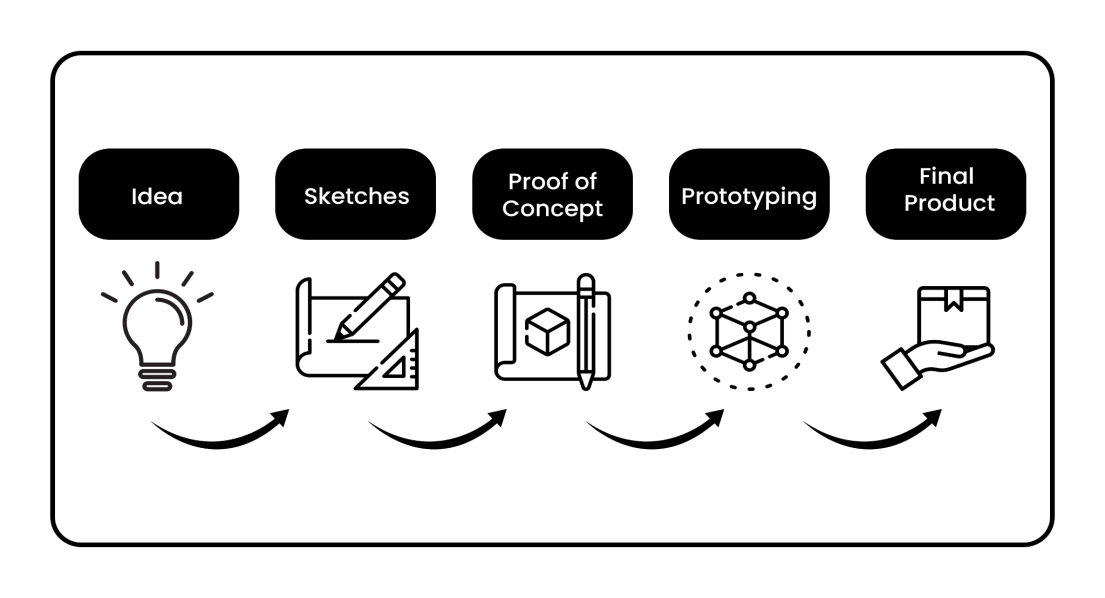 Idea
Sketches
Proof of
Concept
Prototyping
Final
Product